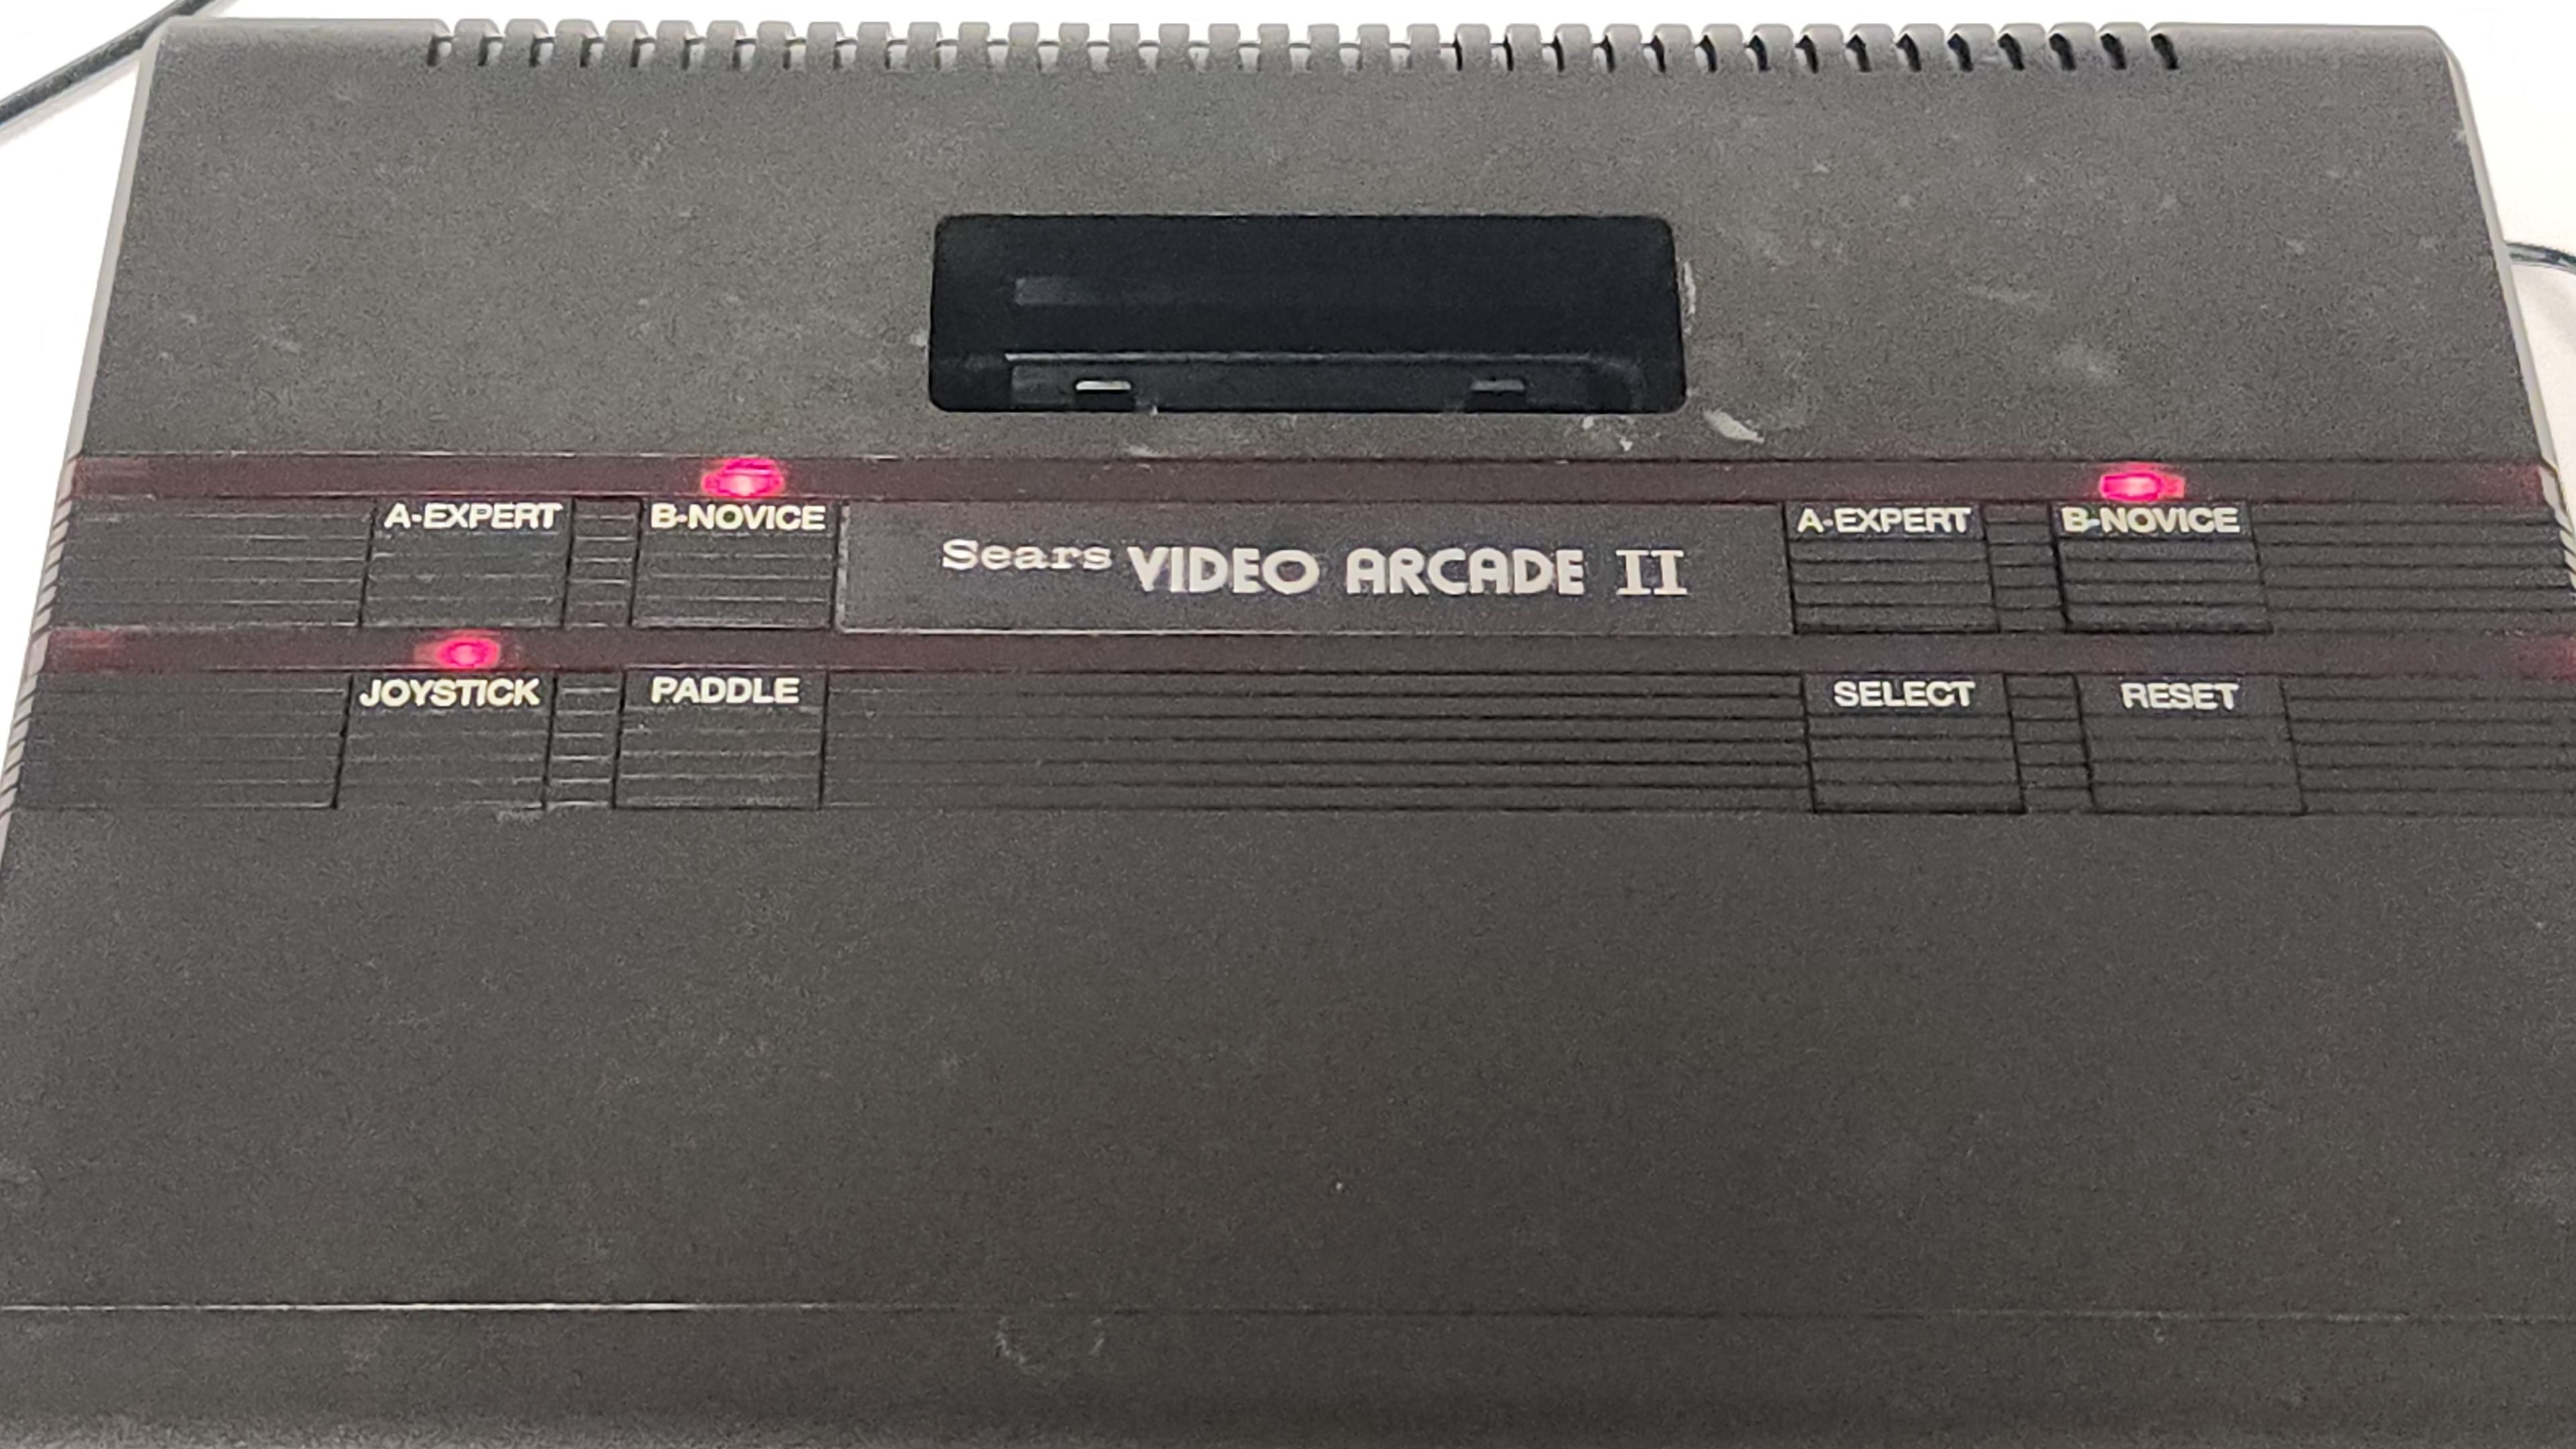 A-EXPERT B-NOVICE Sears VIDEO ARCADE II A-EXPERT B-NOVICE
JOYSTICK PADDLE SELECT RESET